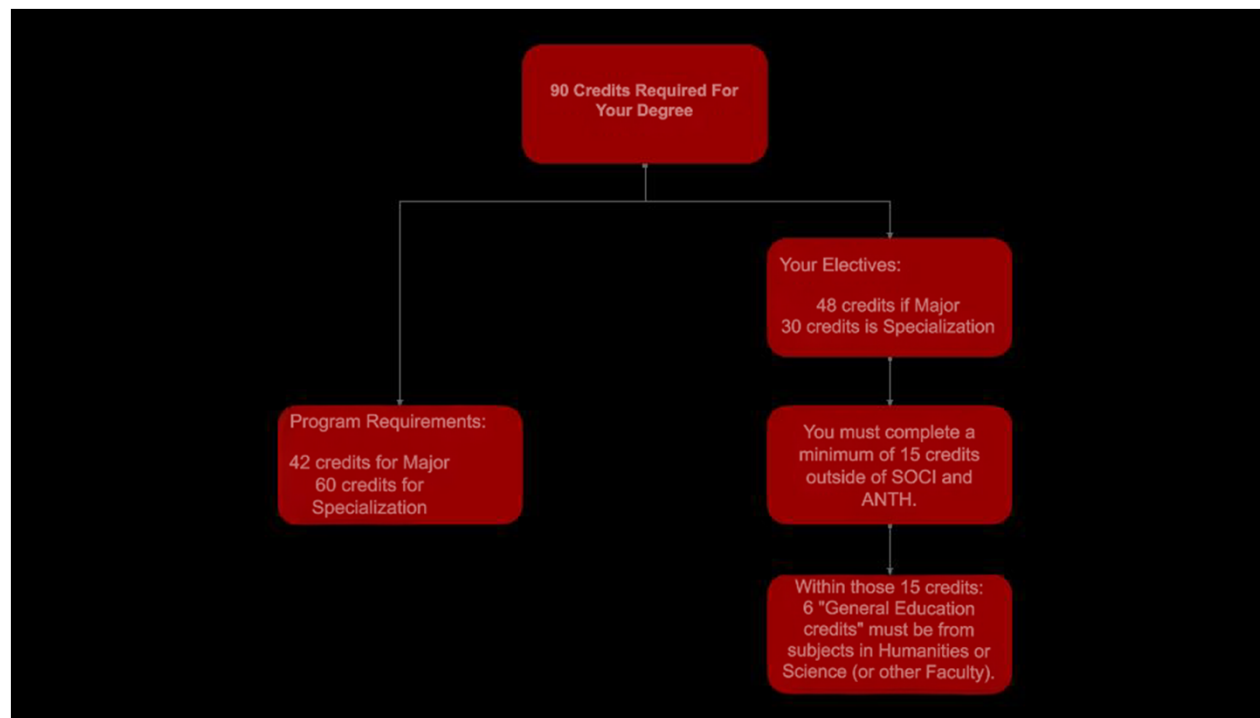 90 Credits Required For
Your Degree
Your Electives:
48 credits if Major
30 credits is Specialization
Program Requirements:
42 credits for Major
60 credits for
Specialization
You must complete a
minimum of 15 credits
outside of SOCI and
ANTH.
Within those 15 credits:
6 "General Education
credits" must be from
subjects in Humanities or
Science (or other Faculty).